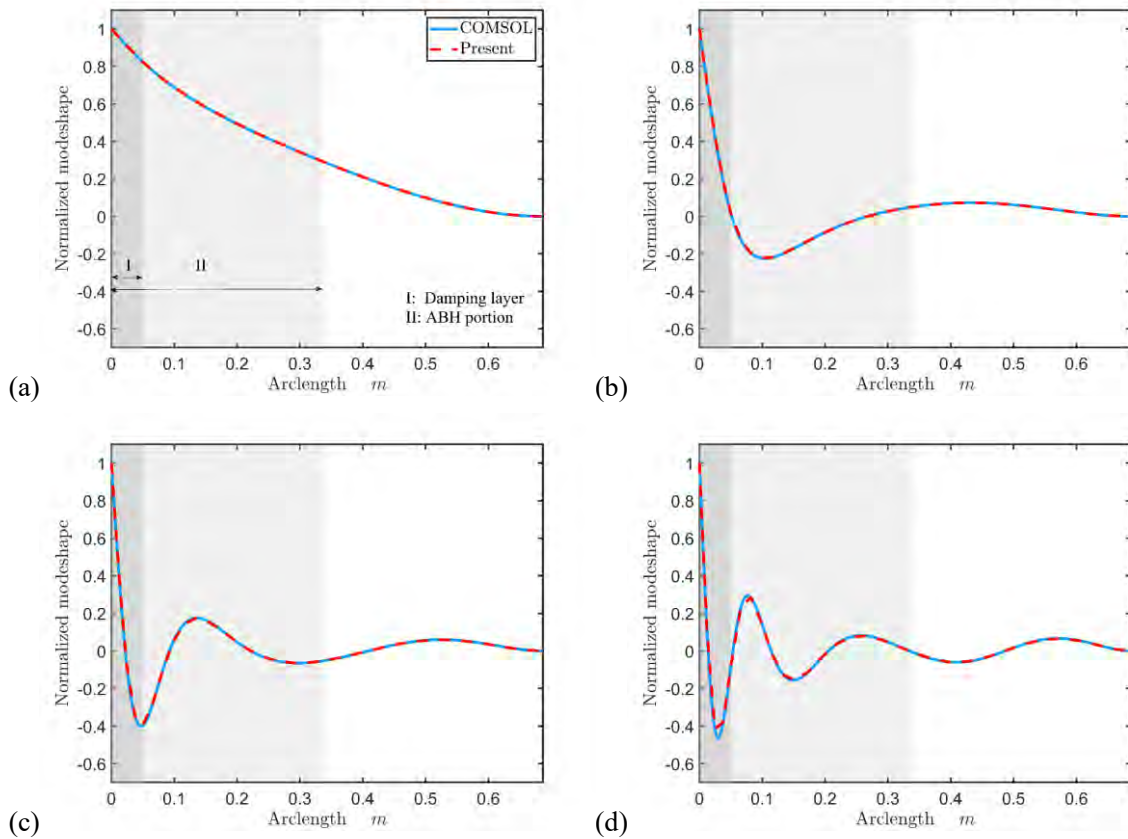 1
0.8
0.6
0.4
0.2
0
-0.2
-0.4
-0.6
Normalized modeshape
COMSOL
Present
I
II
I: Damping layer
II: ABH portion
0 0.1 0.2 0.3 0.4 0.5 0.6
Arclength m
(a)
1
0.8
0.6
0.4
0.2
0
-0.2
-0.4
-0.6
Normalized modeshape
0 0.1 0.2 0.3 0.4 0.5 0.6
Arclength m
(b)
1
0.8
0.6
0.4
0.2
0
-0.2
-0.4
-0.6
Normalized modeshape
0 0.1 0.2 0.3 0.4 0.5 0.6
Arclength m
(c)
1
0.8
0.6
0.4
0.2
0
-0.2
-0.4
-0.6
Normalized modeshape
0 0.1 0.2 0.3 0.4 0.5 0.6
Arclength m
(d)